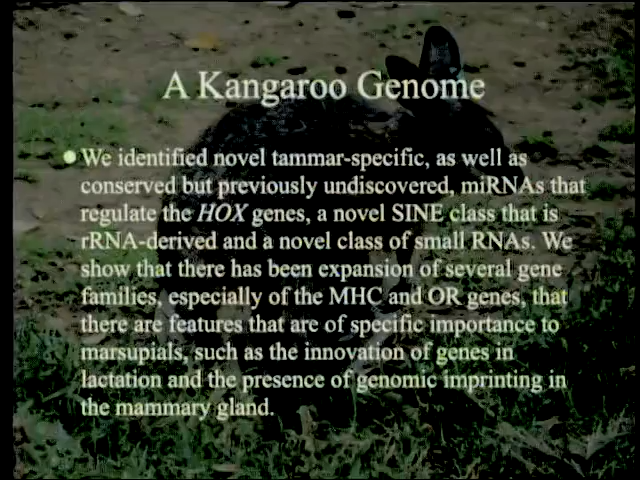 A Kangaroo Genome
We identified novel tammar-specific, as well as
conserved but previously undiscovered, miRNAs that
regulate the HOX genes, a novel SINE class that is
rRNA-derived and a novel class of small RNAs. We
show that there has been expansion of several gene
families, especially of the MHC and OR genes, that
there are features that are of specific importance to
marsupials, such as the innovation of genes in
lactation and the presence of genomic imprinting in
the mammary gland.